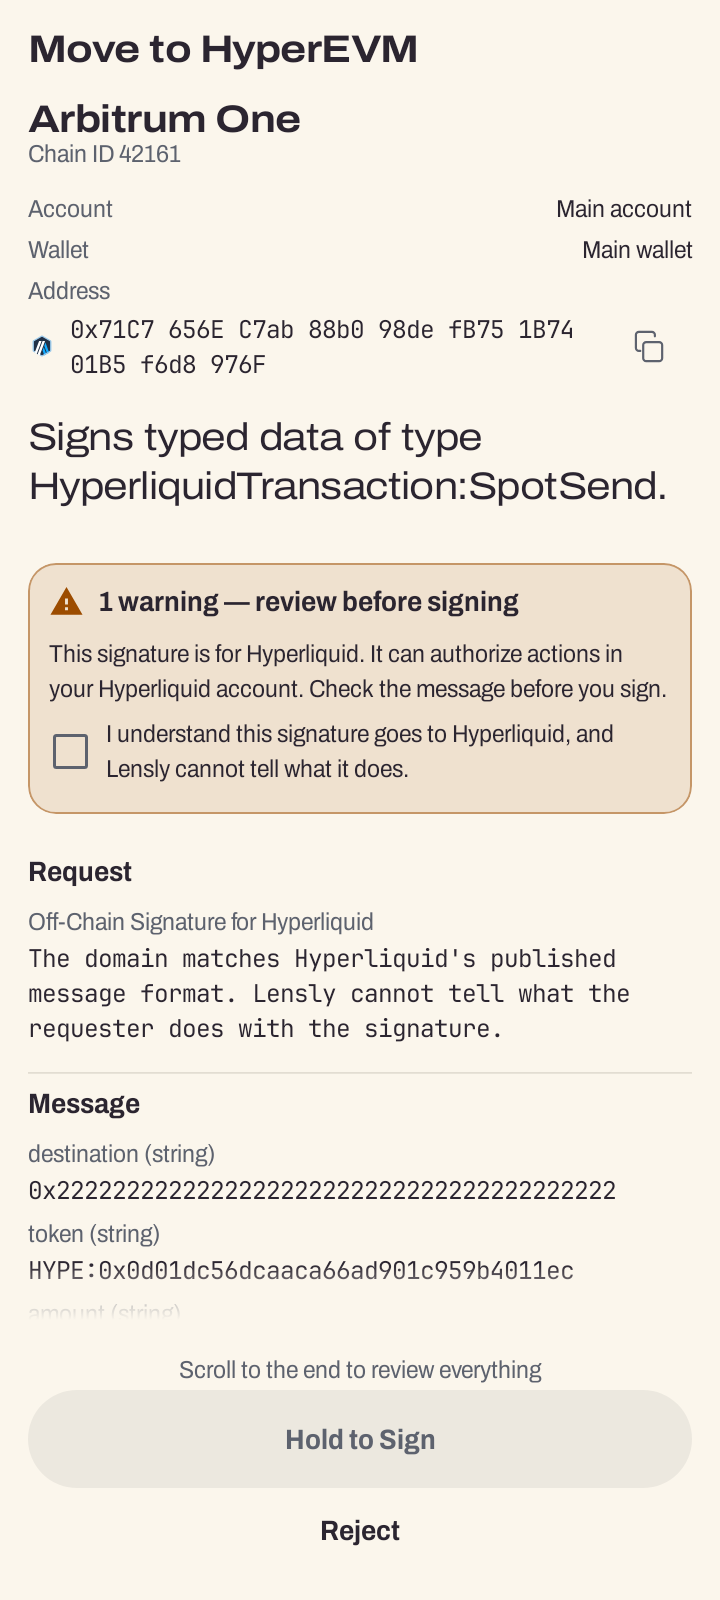 Move to HyperEVM
Arbitrum One
Chain ID 42161
Account Main account
Wallet Main wallet
Address
0x71C7 656E C7ab 88b0 98de fB75 1B74
01B5 f6d8 976F
Signs typed data of type
HyperliquidTransaction:SpotSend.
1 warning — review before signing
This signature is for Hyperliquid. It can authorize actions in
your Hyperliquid account. Check the message before you sign.
I understand this signature goes to Hyperliquid, and
Lensly cannot tell what it does.
Request
Off-Chain Signature for Hyperliquid
The domain matches Hyperliquid's published
message format. Lensly cannot tell what the
requester does with the signature.
Message
destination (string)
0x2222222222222222222222222222222222222222
token (string)
HYPE:0x0d01dc56dcaaca66ad901c959b4011ec
amount (string)
Scroll to the end to review everything
Hold to Sign
Reject